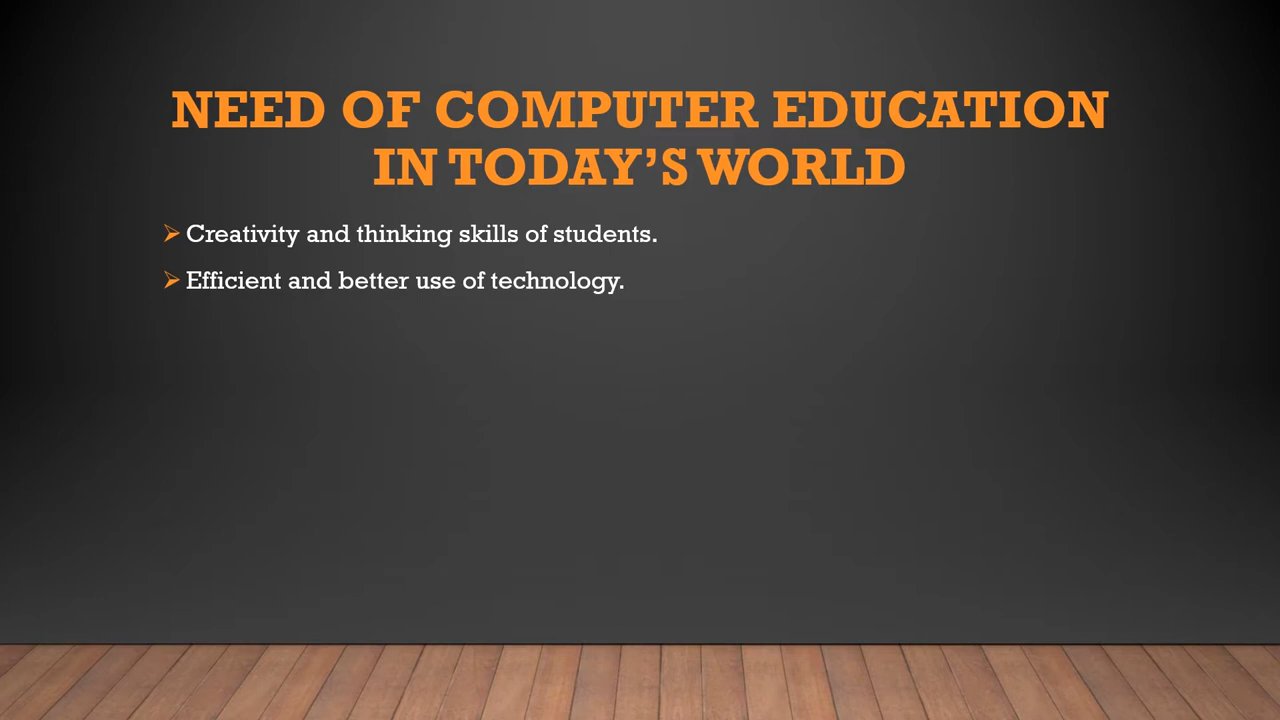 NEED OF COMPUTER EDUCATION
IN TODAY’S WORLD
Creativity and thinking skills of students.
Efficient and better use of technology.